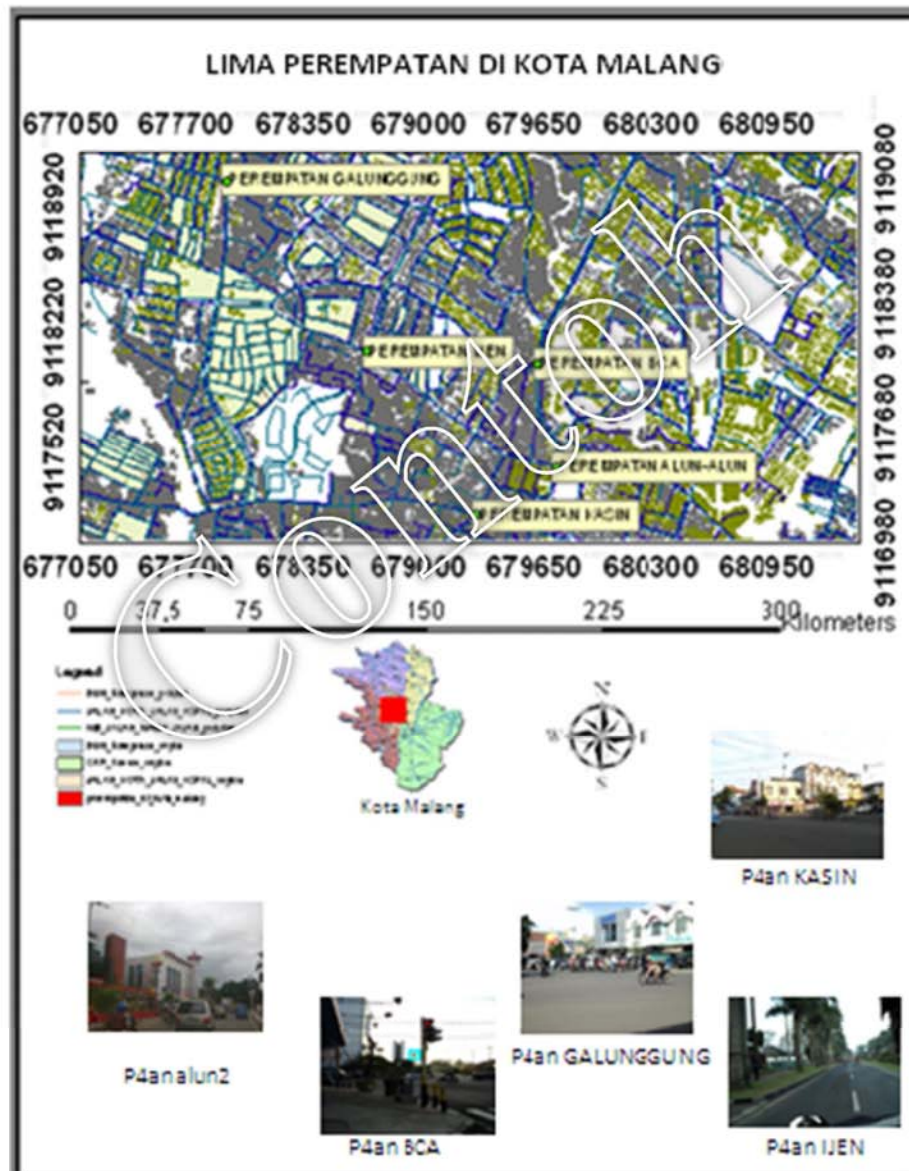 LIMA PEREMPATAN DI KOTA MALANG
677050 677700 678350 679000 679650 680300 680950
9118920 9118220 9117520
9119080 9118380 9117680 9116980
PEREMPATAN GALUNGGUNG
PEREMPATAN IJEN
PEREMPATAN BCA
PEREMPATAN ALUN-ALUN
PEREMPATAN KASIN
677050 677700 678350 679000 679650 680300 680950
0 37,5 75 150 225 300
Kilometers
Contoh
Legend
N
W E
S
Kota Malang
P4an KASIN
P4an alun2
P4an GALUNGGUNG
P4an BCA
P4an IJEN